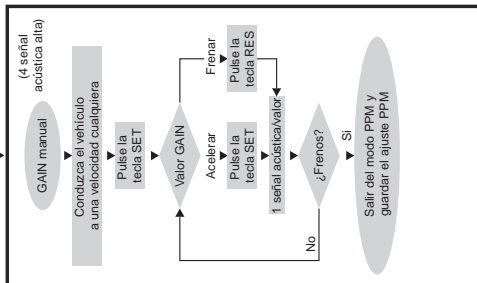 (4 señal
acústica alta)
GAIN manual
Conduzca el vehículo
a una velocidad cualquiera
Pulse la
tecla SET
Valor GAIN
Acelerar
Frenar
Pulse la
tecla SET
Pulse la
tecla RES
1 señal acústica/valor
¿Frenos?
No
Si
Salir del modo PPM y
guardar el ajuste PPM